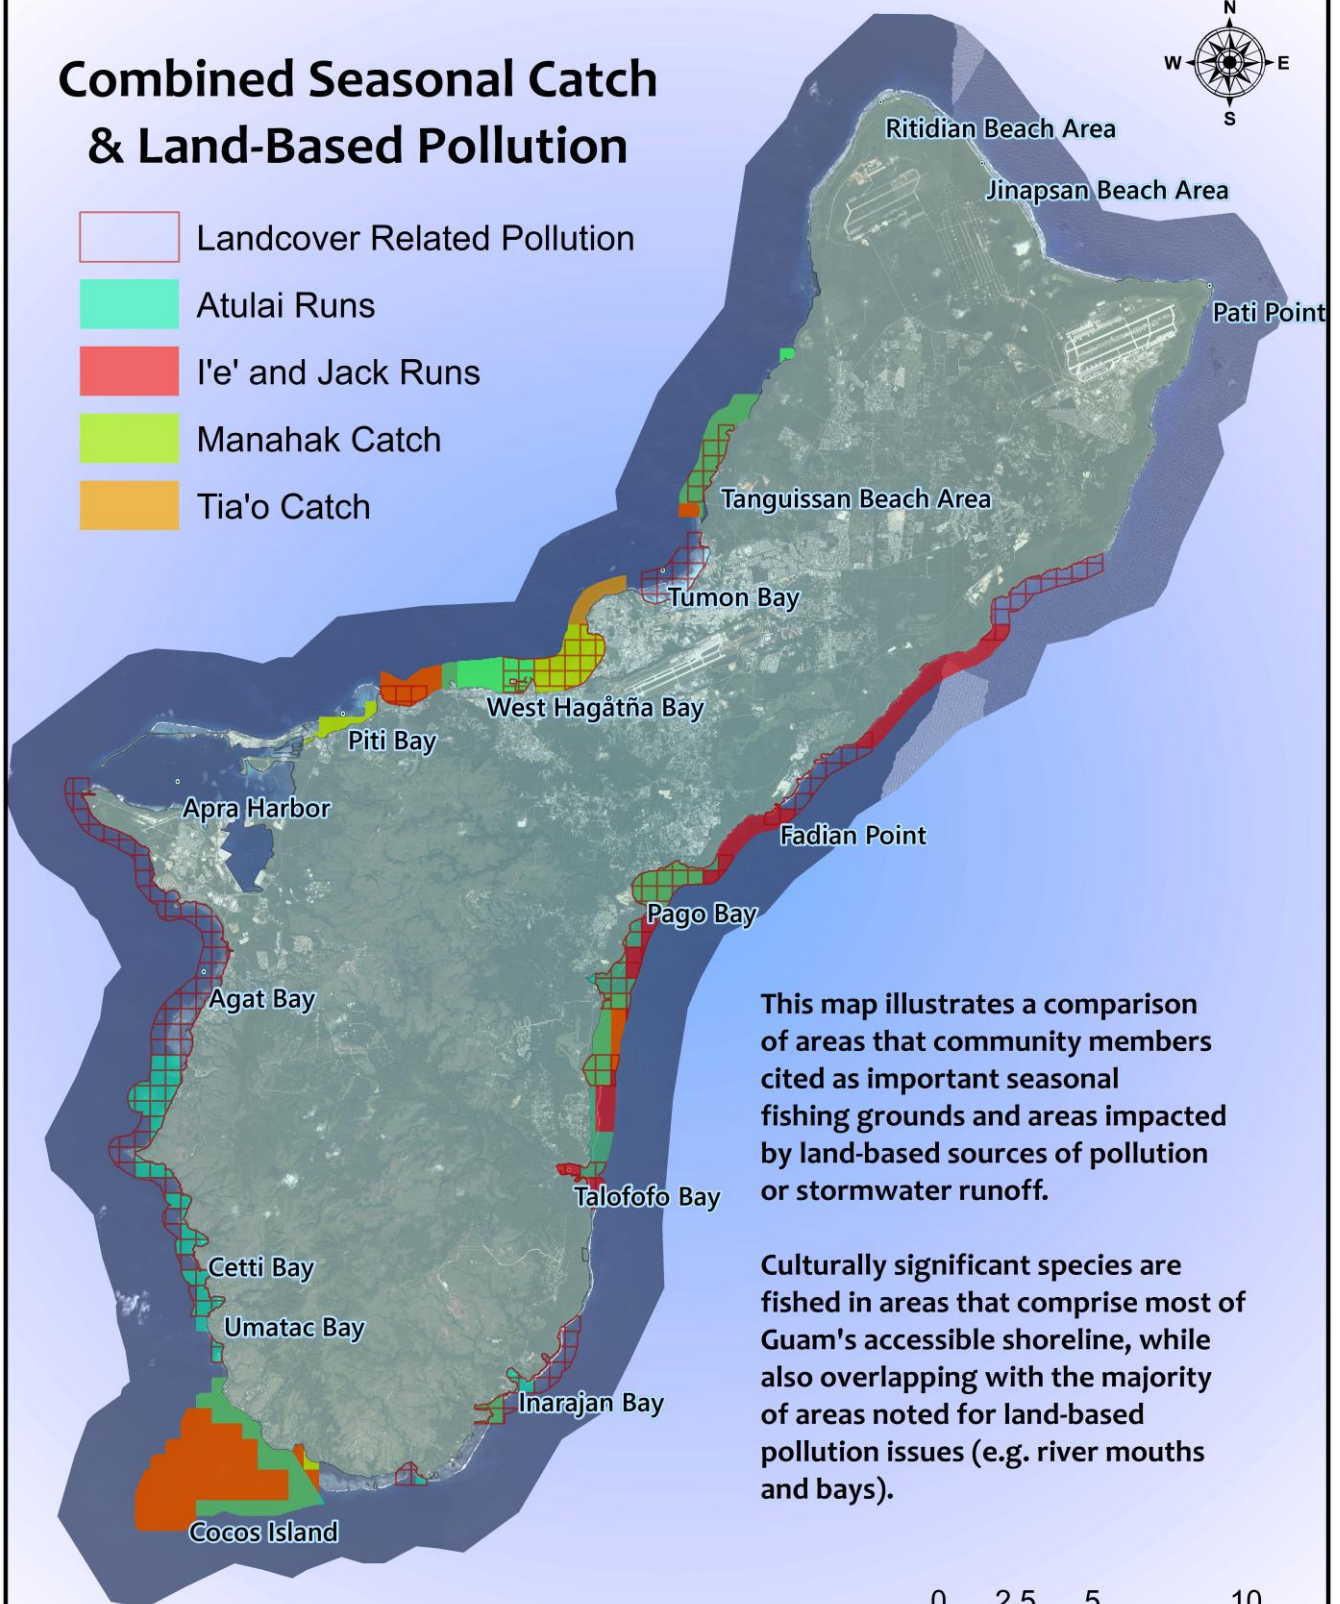 N
W E
S
Combined Seasonal Catch
& Land-Based Pollution
Landcover Related Pollution
Atulai Runs
I'e' and Jack Runs
Manahak Catch
Tia'o Catch
Ritidian Beach Area
Jinapsan Beach Area
Pati Point
Tanguissan Beach Area
Tumon Bay
West Hagåtña Bay
Piti Bay
Apra Harbor
Fadian Point
Pago Bay
Agat Bay
Talofofo Bay
Cetti Bay
Umatac Bay
Inarajan Bay
Cocos Island
This map illustrates a comparison
of areas that community members
cited as important seasonal
fishing grounds and areas impacted
by land-based sources of pollution
or stormwater runoff.
Culturally significant species are
fished in areas that comprise most of
Guam's accessible shoreline, while
also overlapping with the majority
of areas noted for land-based
pollution issues (e.g. river mouths
and bays).
0 2.5 5 10